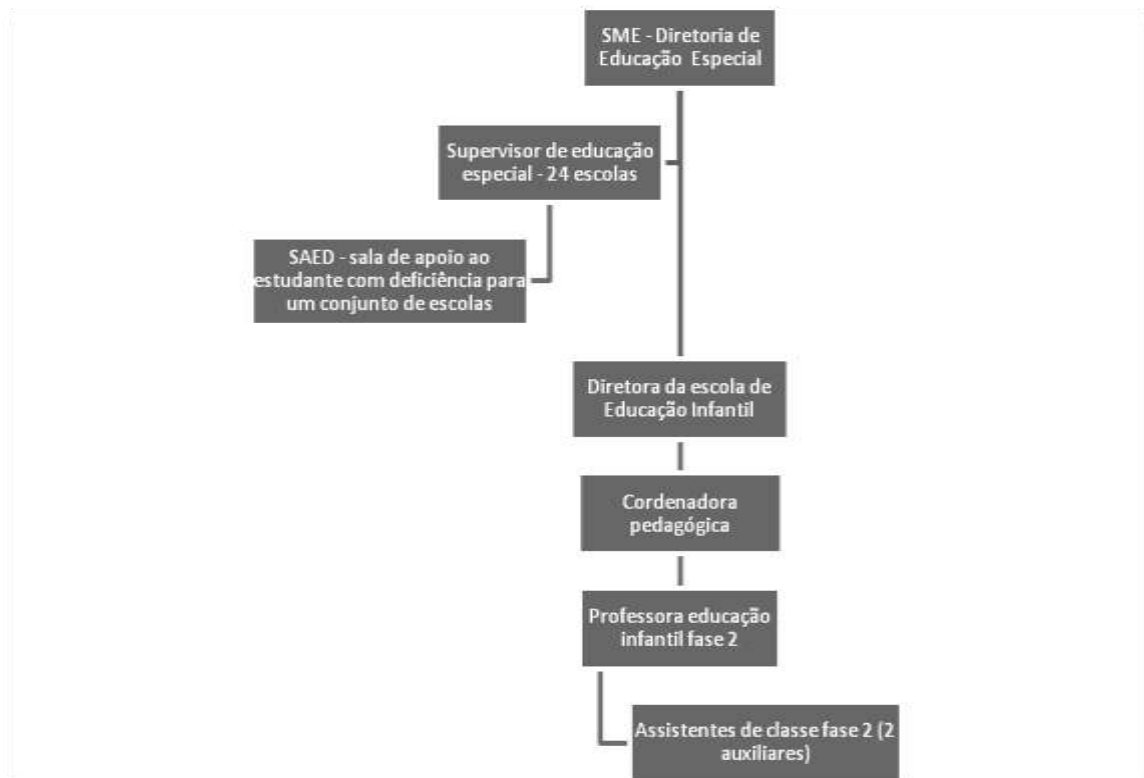 SME - Diretoria de
Educação Especial
Supervisor de educação
especial - 24 escolas
SAED - sala de apoio ao
estudante com deficiência para
um conjunto de escolas
Diretora da escola de
Educação Infantil
Cordenadora
pedagógica
Professora educação
infantil fase 2
Assistentes de classe fase 2 (2
auxiliares)